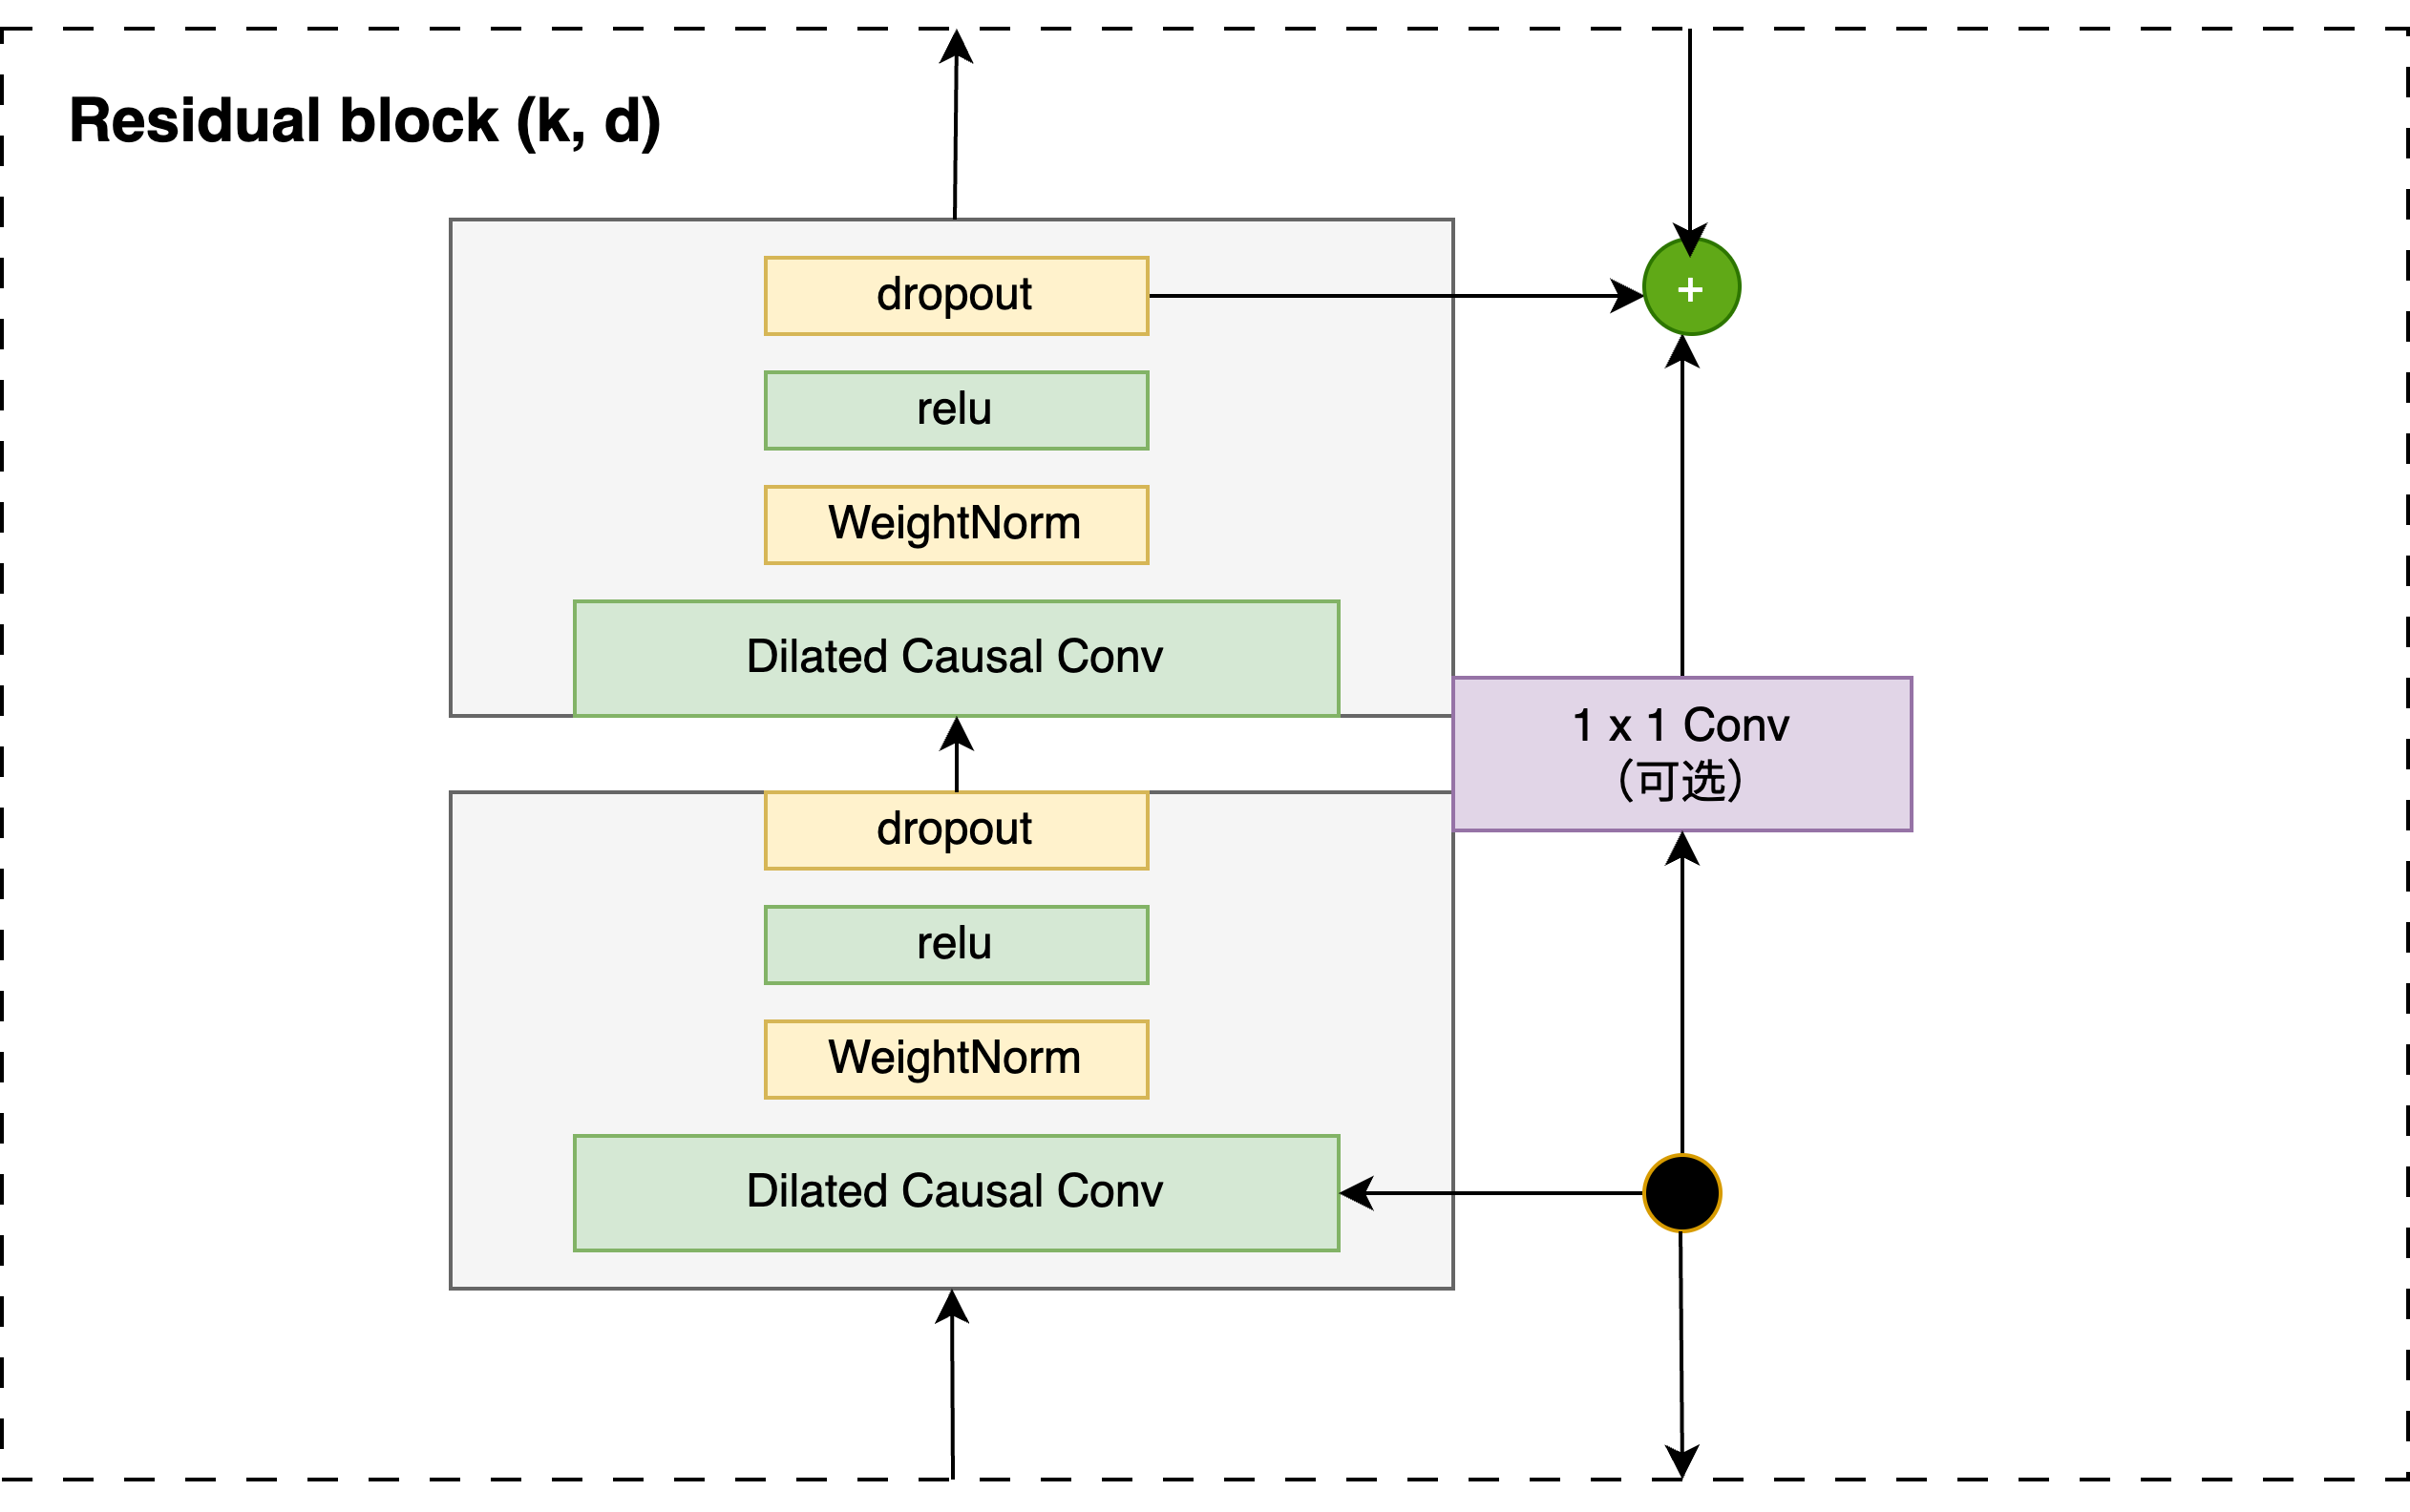 Residual block (k, d)
dropout
+
relu
WeightNorm
Dilated Causal Conv
1 x 1 Conv
（可选）
dropout
relu
WeightNorm
Dilated Causal Conv